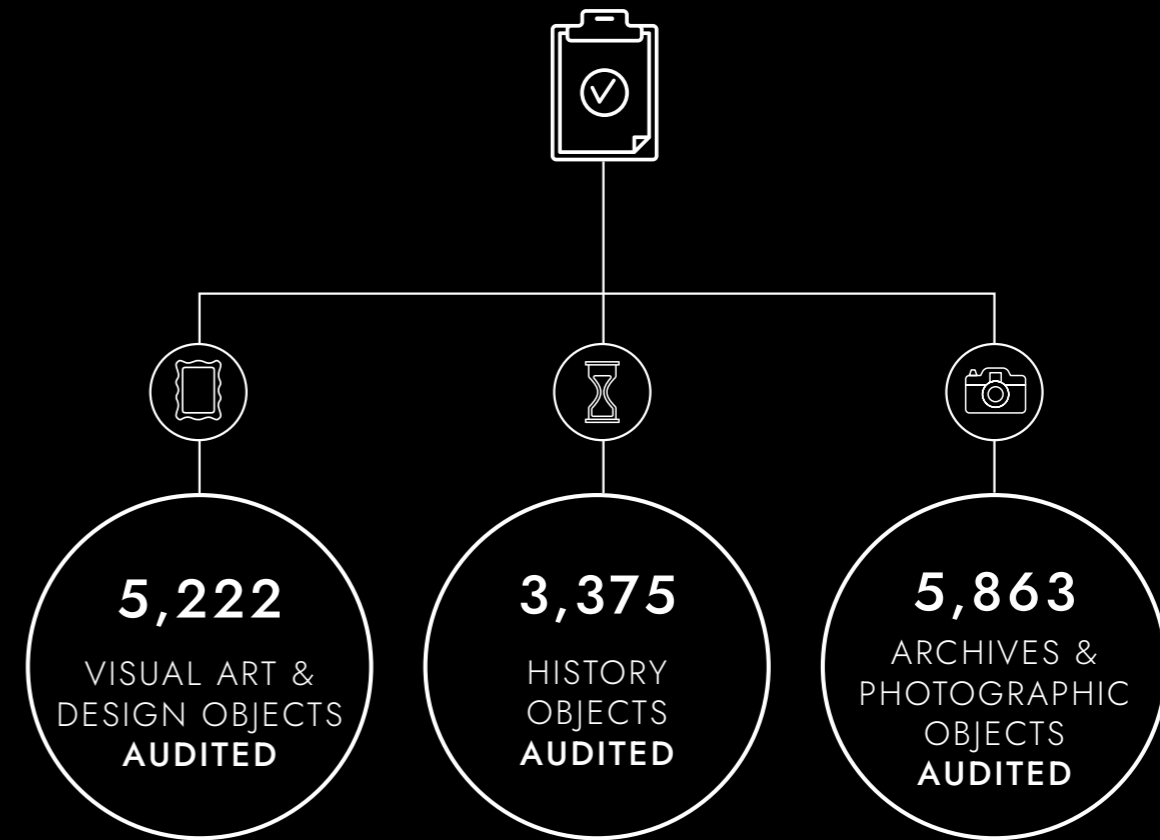 5,222
VISUAL ART &
DESIGN OBJECTS
AUDITED
3,375
HISTORY
OBJECTS
AUDITED
5,863
ARCHIVES &
PHOTOGRAPHIC
OBJECTS
AUDITED